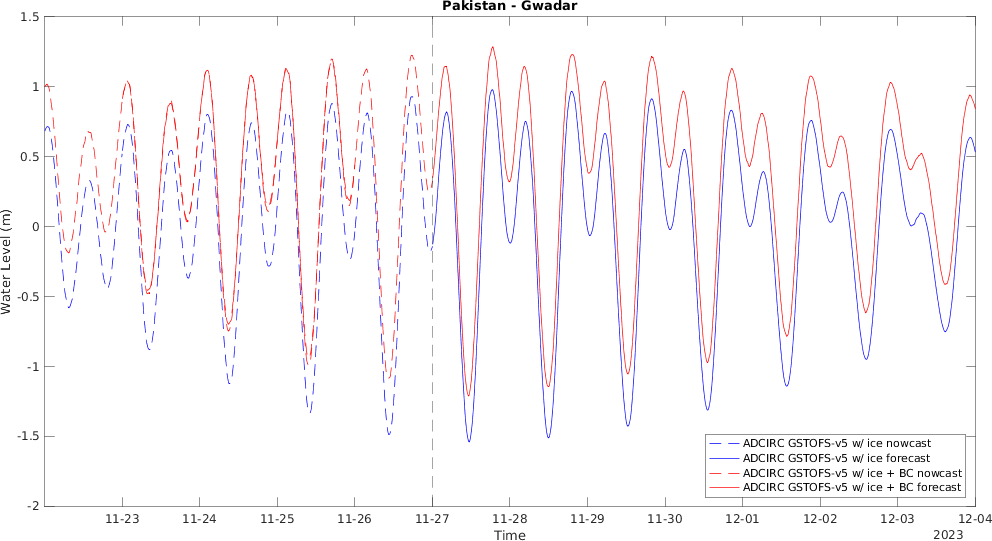 Pakistan - Gwadar
1.5
1
0.5
0
-0.5
-1
-1.5
-2
Water Level (m)
11-23 11-24 11-25 11-26 11-27 11-28 11-29 11-30 12-01 12-02 12-03 12-04
Time
2023
ADCIRC GSTOFS-v5 w/ ice nowcast
ADCIRC GSTOFS-v5 w/ ice forecast
ADCIRC GSTOFS-v5 w/ ice + BC nowcast
ADCIRC GSTOFS-v5 w/ ice + BC forecast